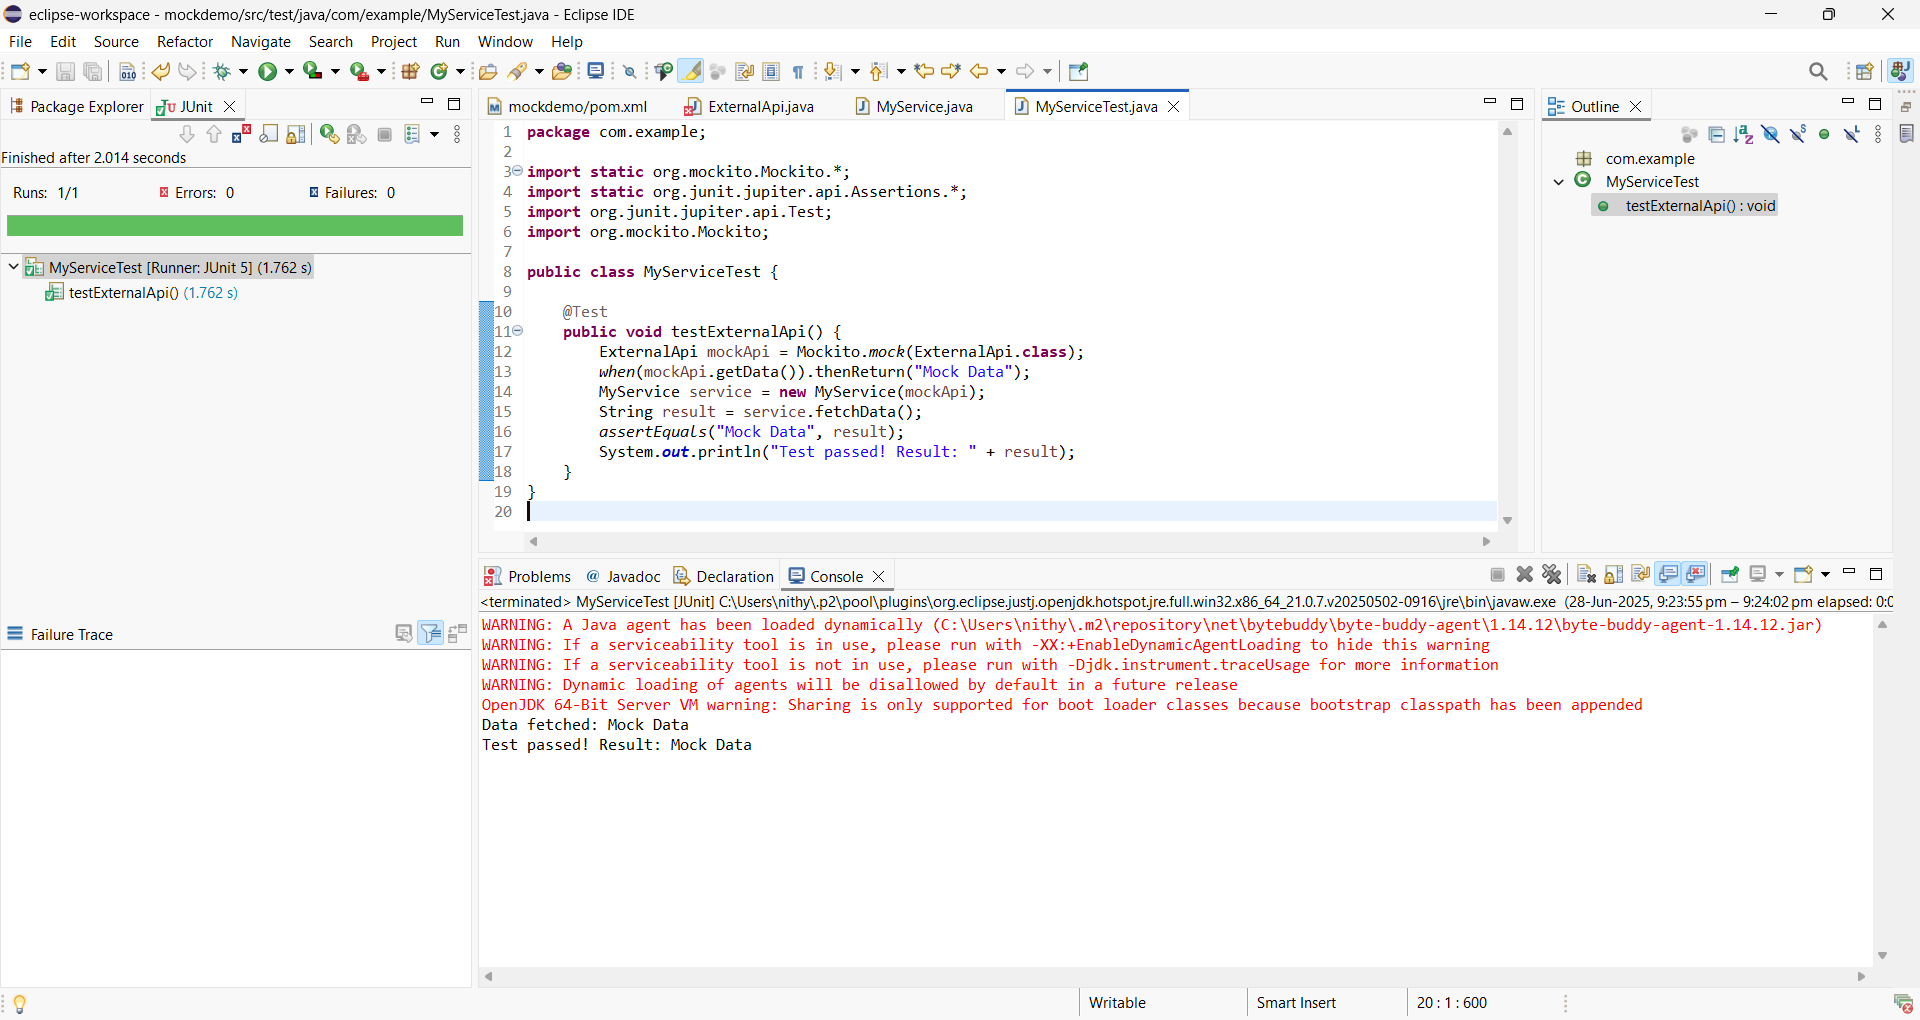 eclipse-workspace - mockdemo/src/test/java/com/example/MyServiceTest.java - Eclipse IDE
File Edit Source Refactor Navigate Search Project Run Window Help
Package Explorer JUnit
Finished after 2.014 seconds
Runs: 1/1 Errors: 0 Failures: 0
MyServiceTest [Runner: JUnit 5] (1.762 s)
testExternalApi() (1.762 s)
Failure Trace
mockdemo/pom.xml ExternalApi.java MyService.java MyServiceTest.java
1 package com.example;
2
3 import static org.mockito.Mockito.*;
4 import static org.junit.jupiter.api.Assertions.*;
5 import org.junit.jupiter.api.Test;
6 import org.mockito.Mockito;
7
8 public class MyServiceTest {
9
10 @Test
11 public void testExternalApi() {
12 ExternalApi mockApi = Mockito.mock(ExternalApi.class);
13 when(mockApi.getData()).thenReturn("Mock Data");
14 MyService service = new MyService(mockApi);
15 String result = service.fetchData();
16 assertEquals("Mock Data", result);
17 System.out.println("Test passed! Result: " + result);
18 }
19 }
20
Outline
com.example
MyServiceTest
testExternalApi() : void
Problems Javadoc Declaration Console
<terminated> MyServiceTest [JUnit] C:\Users\nithy\.p2\pool\plugins\org.eclipse.justj.openjdk.hotspot.jre.full.win32.x86_64_21.0.7.v20250502-0916\jre\bin\javaw.exe (28-Jun-2025, 9:23:55 pm – 9:24:02 pm elapsed: 0:0
WARNING: A Java agent has been loaded dynamically (C:\Users\nithy\.m2\repository\net\bytebuddy\byte-buddy-agent\1.14.12\byte-buddy-agent-1.14.12.jar)
WARNING: If a serviceability tool is in use, please run with -XX:+EnableDynamicAgentLoading to hide this warning
WARNING: If a serviceability tool is not in use, please run with -Djdk.instrument.traceUsage for more information
WARNING: Dynamic loading of agents will be disallowed by default in a future release
OpenJDK 64-Bit Server VM warning: Sharing is only supported for boot loader classes because bootstrap classpath has been appended
Data fetched: Mock Data
Test passed! Result: Mock Data
Writable Smart Insert 20 : 1 : 600